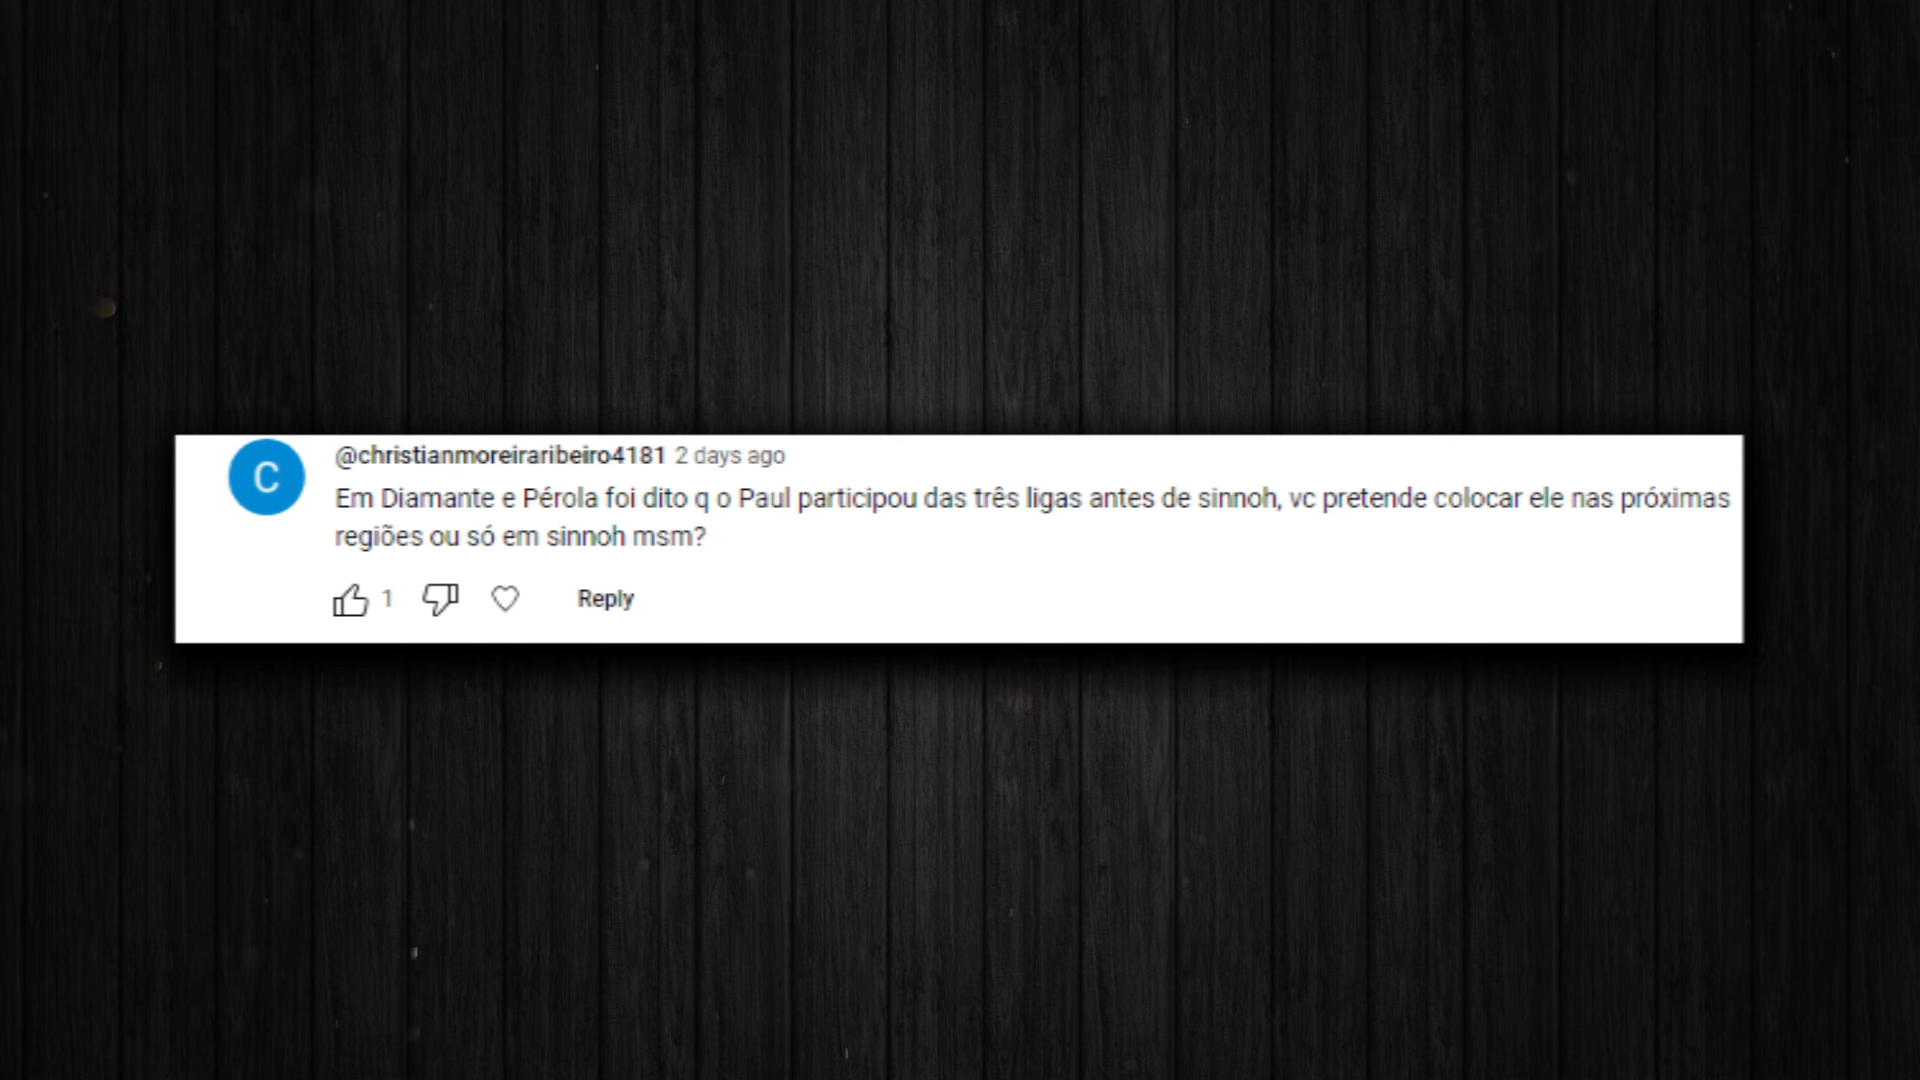 C
@christianmoreiraribeiro4181 2 days ago
Em Diamante e Pérola foi dito q o Paul participou das três ligas antes de sinnoh, vc pretende colocar ele nas próximas
regiões ou só em sinnoh msm?
1 Reply